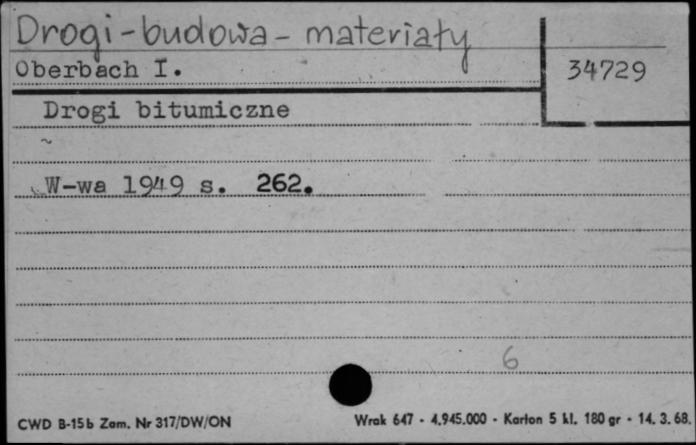 Drogi-budowa-materiały
Oberbach I.
34729
Drogi bitumiczne
~
W-wa 1949 s. 262.
6
CWD B-15b Zam. Nr 317/DW/ON
Wrak 647 - 4.945.000 - Karton 5 kl. 180 gr - 14. 3. 68